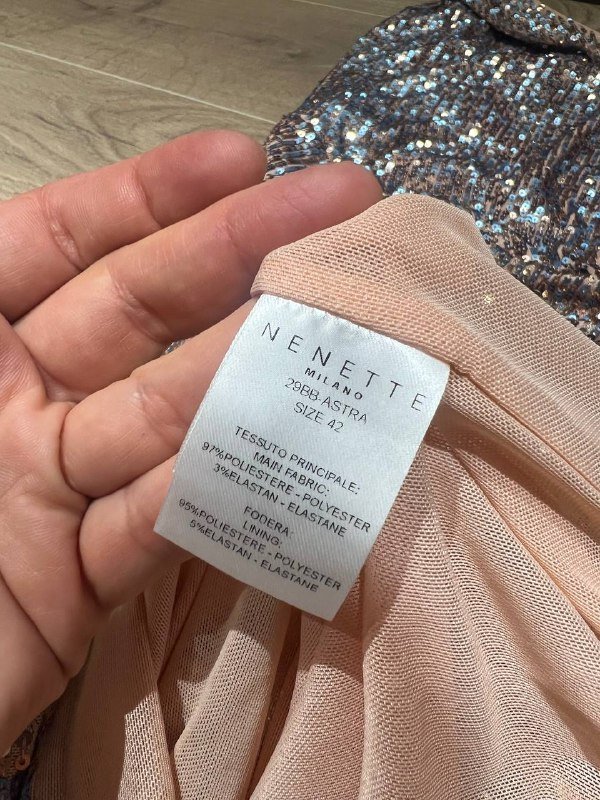 NENETTE
MILANO
29BB-ASTRA
SIZE 42
TESSUTO PRINCIPALE:
MAIN FABRIC:
97%POLIESTERE - POLYESTER
3%ELASTAN - ELASTANE
FODERA:
LINING:
95%POLIESTERE - POLYESTER
5%ELASTAN - ELASTANE